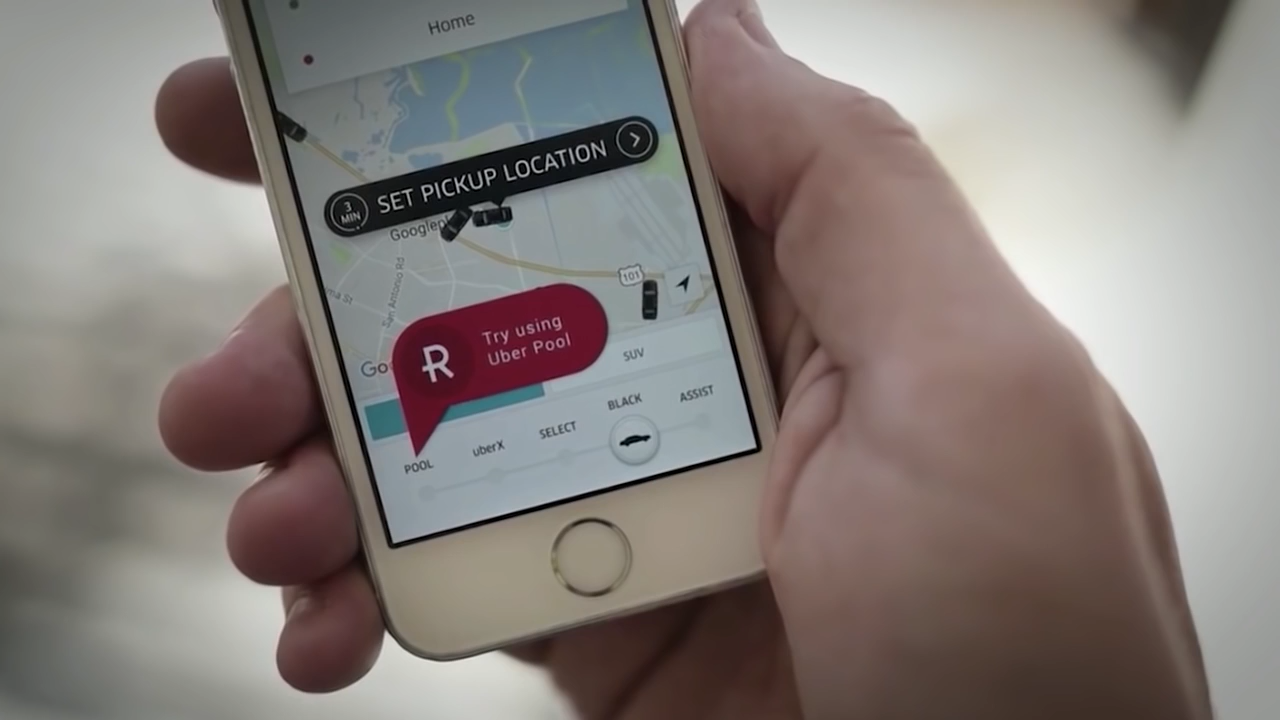 Home
3
MIN
SET PICKUP LOCATION
101
San Antonio Rd
Try using
Uber Pool
SUV
POOL
uberX
SELECT
BLACK
ASSIST